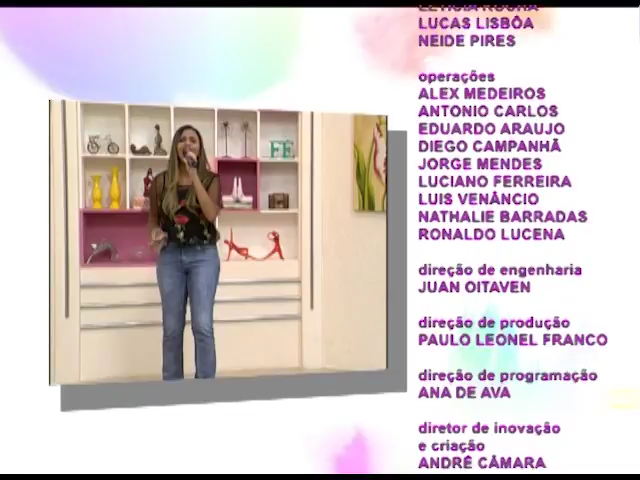 LETÍCIA ROCHA
LUCAS LISBÔA
NEIDE PIRES
operações
ALEX MEDEIROS
ANTONIO CARLOS
EDUARDO ARAUJO
DIEGO CAMPANHÃ
JORGE MENDES
LUCIANO FERREIRA
LUIS VENÂNCIO
NATHALIE BARRADAS
RONALDO LUCENA
direção de engenharia
JUAN OITAVEN
direção de produção
PAULO LEONEL FRANCO
direção de programação
ANA DE AVA
diretor de inovação
e criação
ANDRÉ CÂMARA
FÉ